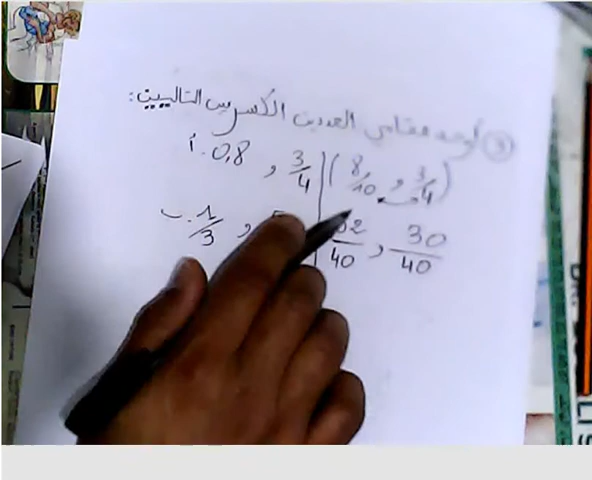 ③ أوجد مقامي العددين الكسريين التاليين:
أ. 0,8 , 3/4 | ( 8/10 , 3/4 )
ب. 1/3 , | 32/40 , 30/40